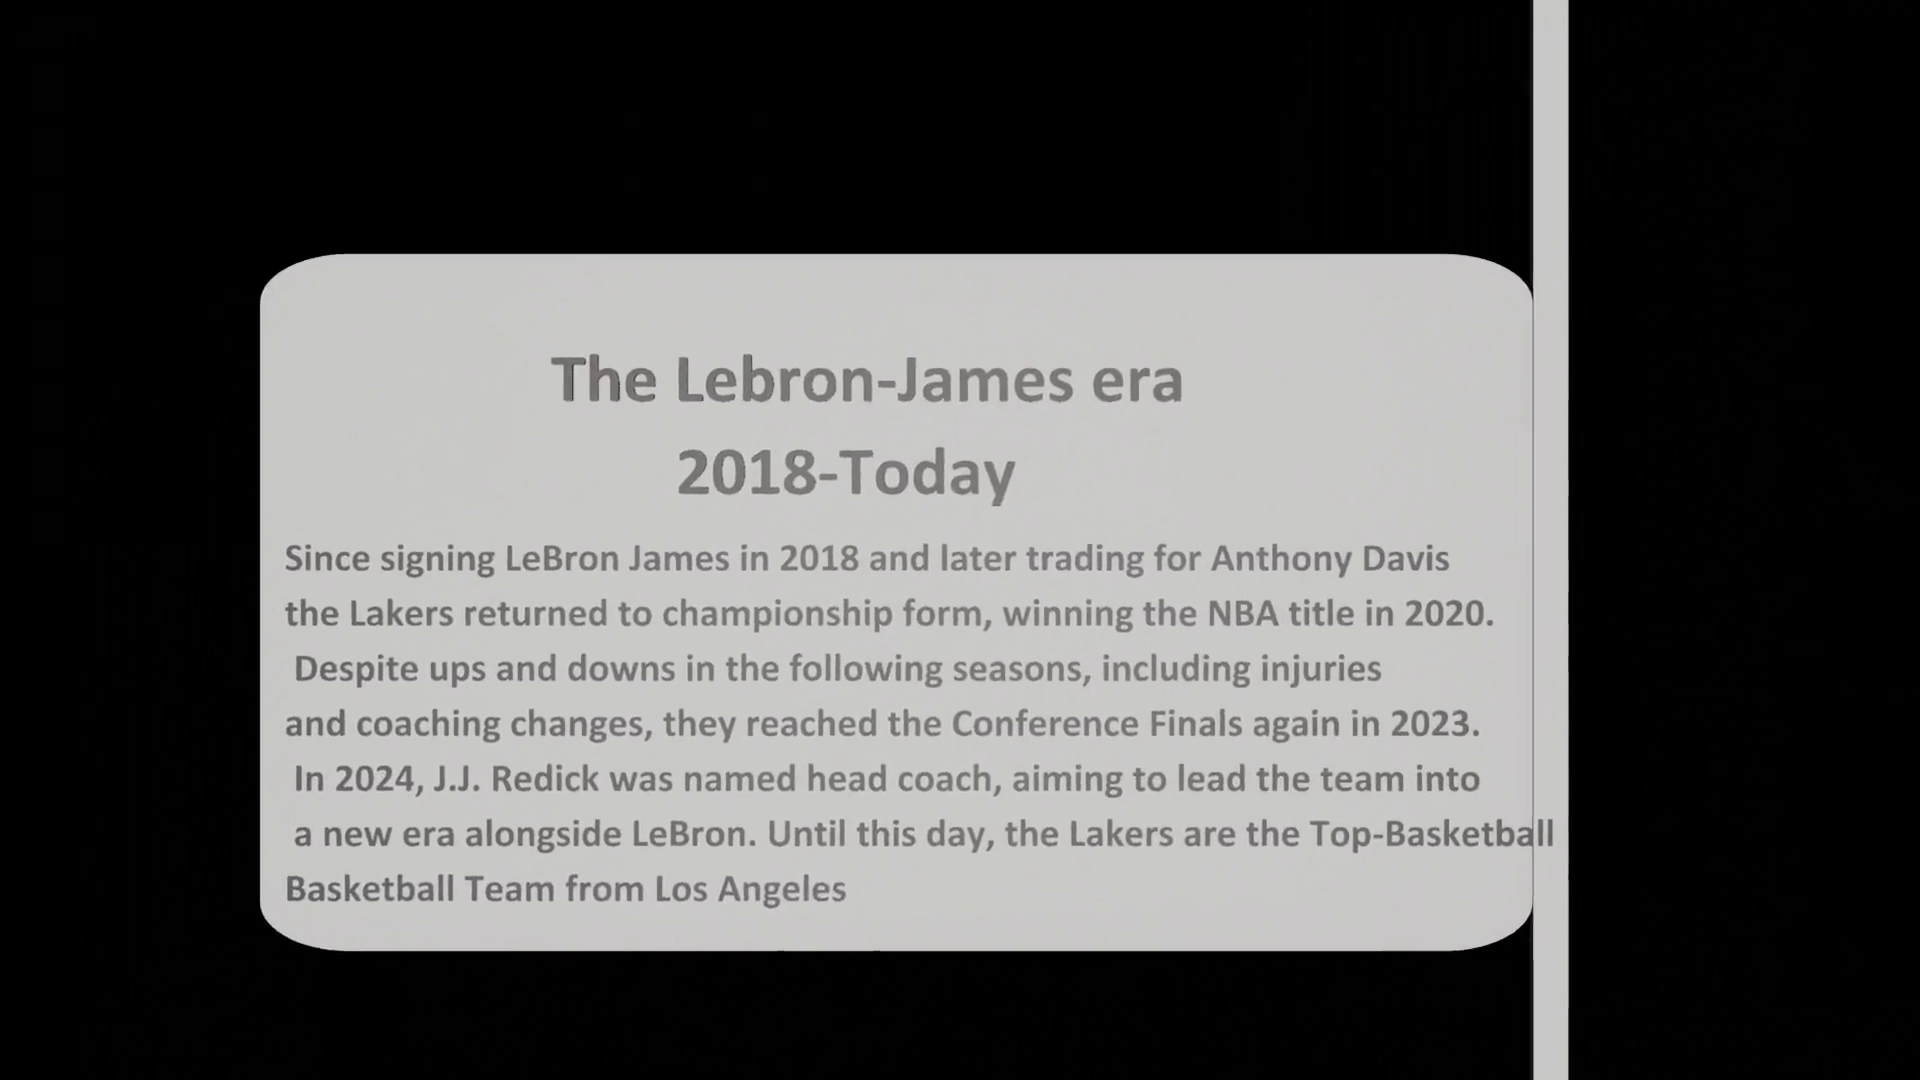 The Lebron-James era
2018-Today
Since signing LeBron James in 2018 and later trading for Anthony Davis
the Lakers returned to championship form, winning the NBA title in 2020.
Despite ups and downs in the following seasons, including injuries
and coaching changes, they reached the Conference Finals again in 2023.
In 2024, J.J. Redick was named head coach, aiming to lead the team into
a new era alongside LeBron. Until this day, the Lakers are the Top-Basketball
Basketball Team from Los Angeles